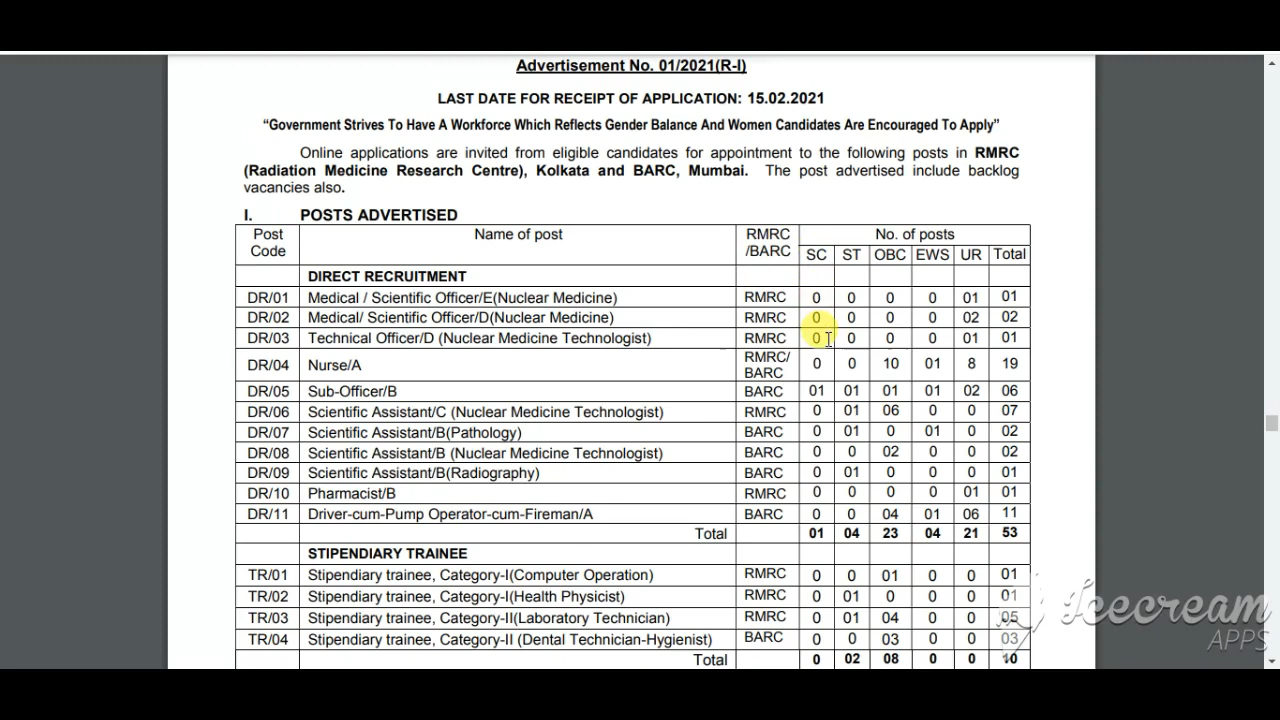 Advertisement No. 01/2021(R-I)
LAST DATE FOR RECEIPT OF APPLICATION: 15.02.2021
“Government Strives To Have A Workforce Which Reflects Gender Balance And Women Candidates Are Encouraged To Apply”
Online applications are invited from eligible candidates for appointment to the following posts in RMRC
(Radiation Medicine Research Centre), Kolkata and BARC, Mumbai. The post advertised include backlog
vacancies also.
I. POSTS ADVERTISED
Post Code Name of post RMRC /BARC No. of posts
SC ST OBC EWS UR Total
DIRECT RECRUITMENT
DR/01 Medical / Scientific Officer/E(Nuclear Medicine) RMRC 0 0 0 0 01 01
DR/02 Medical/ Scientific Officer/D(Nuclear Medicine) RMRC 0 0 0 0 02 02
DR/03 Technical Officer/D (Nuclear Medicine Technologist) RMRC 0 0 0 0 01 01
DR/04 Nurse/A RMRC/ BARC 0 0 10 01 8 19
DR/05 Sub-Officer/B BARC 01 01 01 01 02 06
DR/06 Scientific Assistant/C (Nuclear Medicine Technologist) RMRC 0 01 06 0 0 07
DR/07 Scientific Assistant/B(Pathology) BARC 0 01 0 01 0 02
DR/08 Scientific Assistant/B (Nuclear Medicine Technologist) BARC 0 0 02 0 0 02
DR/09 Scientific Assistant/B(Radiography) BARC 0 01 0 0 0 01
DR/10 Pharmacist/B RMRC 0 0 0 0 01 01
DR/11 Driver-cum-Pump Operator-cum-Fireman/A BARC 0 0 04 01 06 11
Total 01 04 23 04 21 53
STIPENDIARY TRAINEE
TR/01 Stipendiary trainee, Category-I(Computer Operation) RMRC 0 0 01 0 0 01
TR/02 Stipendiary trainee, Category-I(Health Physicist) RMRC 0 01 0 0 0 01
TR/03 Stipendiary trainee, Category-II(Laboratory Technician) RMRC 0 01 04 0 0 05
TR/04 Stipendiary trainee, Category-II (Dental Technician-Hygienist) BARC 0 0 03 0 0 03
Total 0 02 08 0 0 10
Icecream
APPS